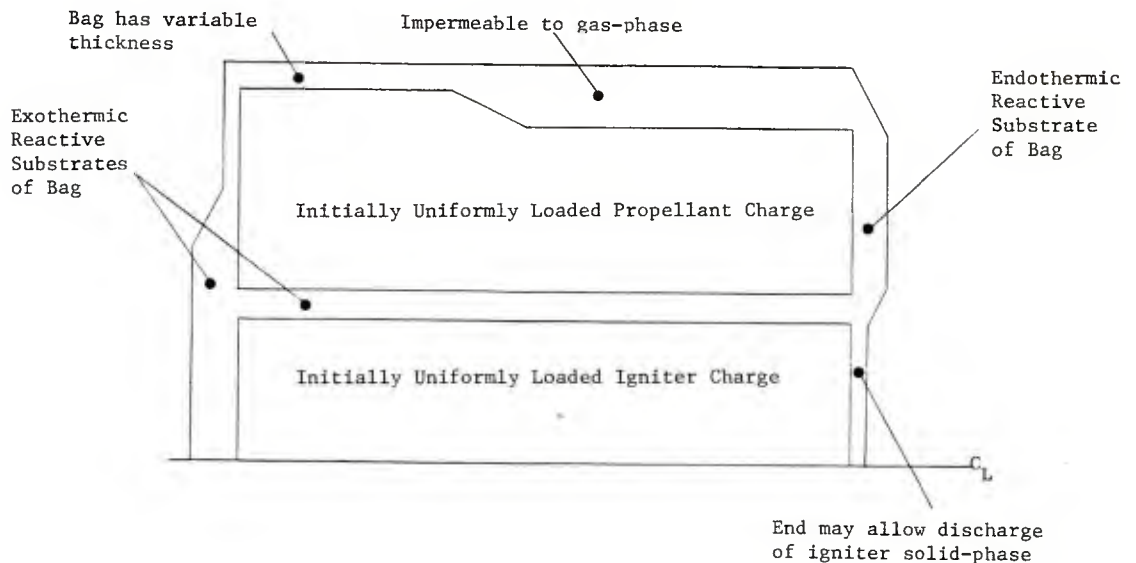 Bag has variable
thickness
Impermeable to gas-phase
Endothermic
Reactive
Substrate
of Bag
Exothermic
Reactive
Substrates
of Bag
Initially Uniformly Loaded Propellant Charge
Initially Uniformly Loaded Igniter Charge
CL
End may allow discharge
of igniter solid-phase